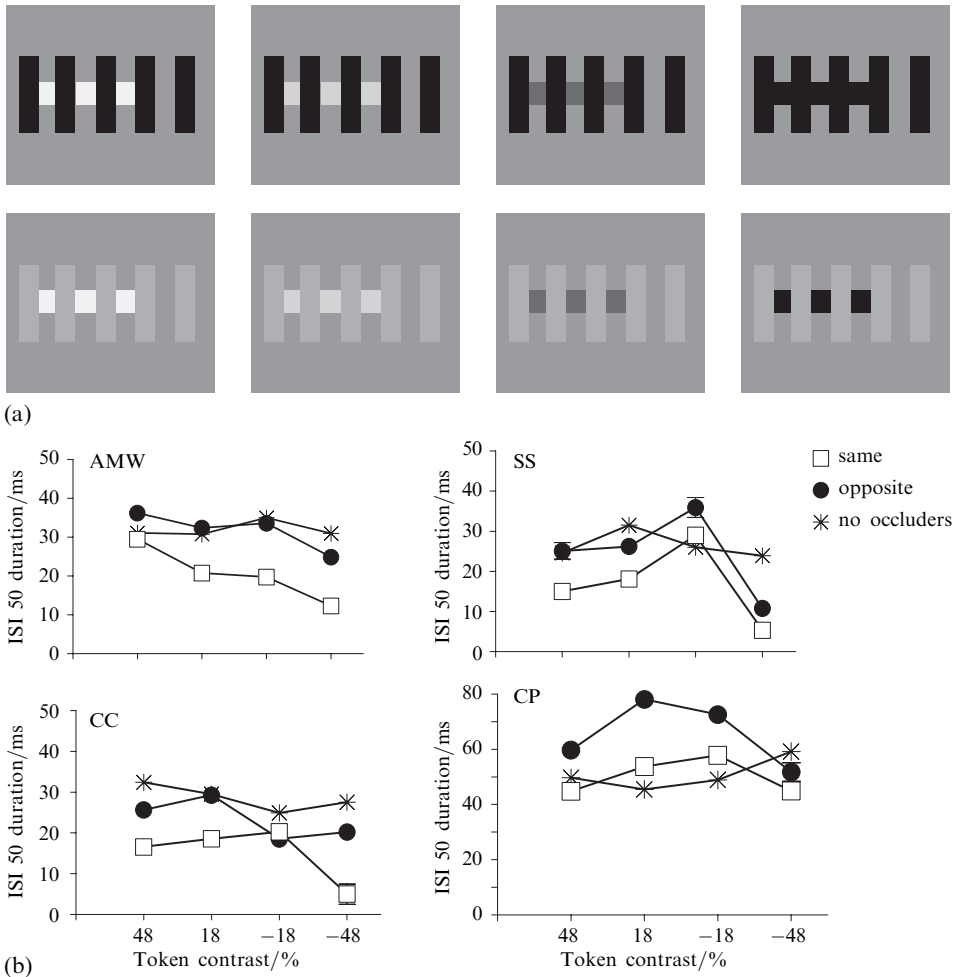 (a)
AMW
ISI 50 duration/ms
50
40
30
20
10
0
SS
ISI 50 duration/ms
50
40
30
20
10
0
same
opposite
no occluders
CC
ISI 50 duration/ms
50
40
30
20
10
0
48 18 −18 −48
Token contrast/%
CP
ISI 50 duration/ms
80
60
40
20
0
48 18 −18 −48
Token contrast/%
(b)